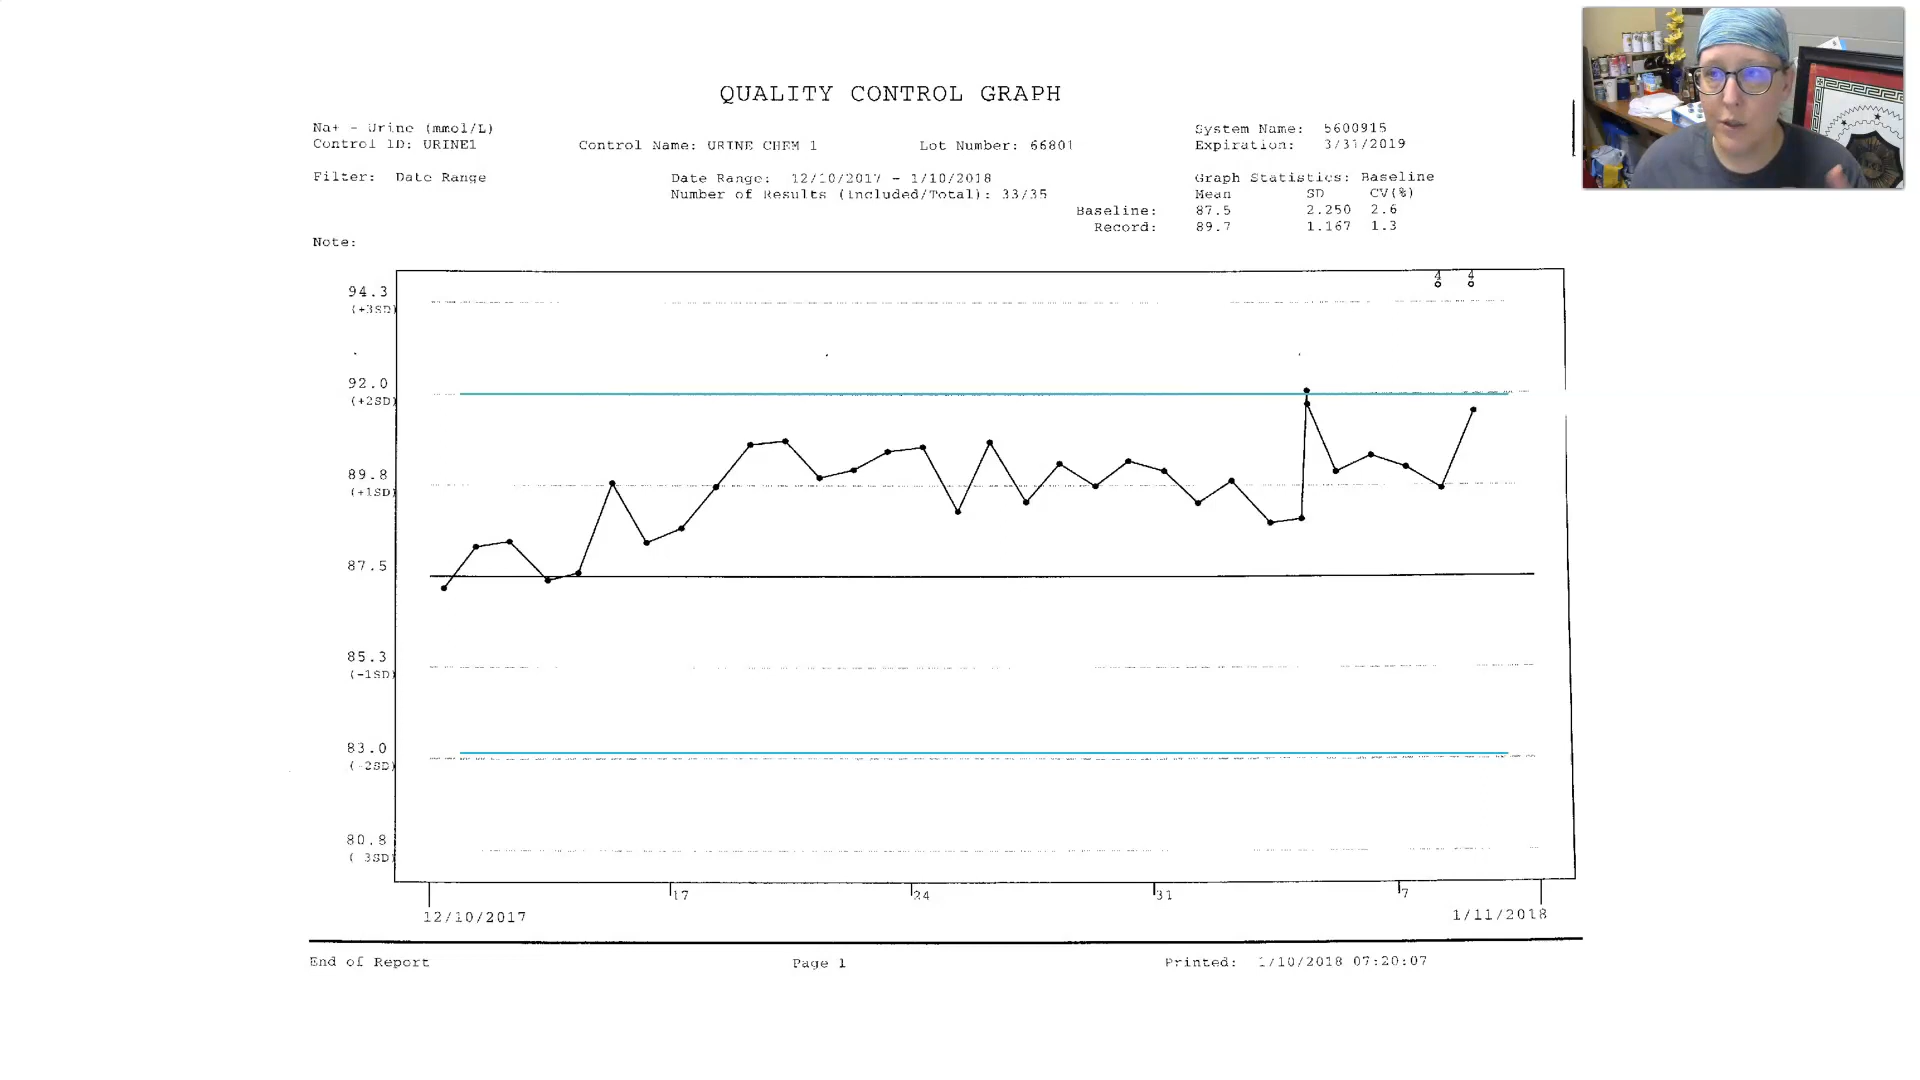 QUALITY CONTROL GRAPH
Na+ - Urine (mmol/L)
System Name: 5600915
Control ID: URINE1 Control Name: URINE CHEM 1 Lot Number: 66801 Expiration: 3/31/2019
Filter: Date Range Date Range: 12/10/2017 - 1/10/2018 Graph Statistics: Baseline
Number of Results (Included/Total): 33/35 Mean SD CV(%)
Baseline: 87.5 2.250 2.6
Record: 89.7 1.167 1.3
Note:
4 4
94.3
(+3SD)
92.0
(+2SD)
89.8
(+1SD)
87.5
85.3
(-1SD)
83.0
(-2SD)
80.8
(-3SD)
17 24 31 7
12/10/2017 1/11/2018
End of Report Page 1 Printed: 1/10/2018 07:20:07